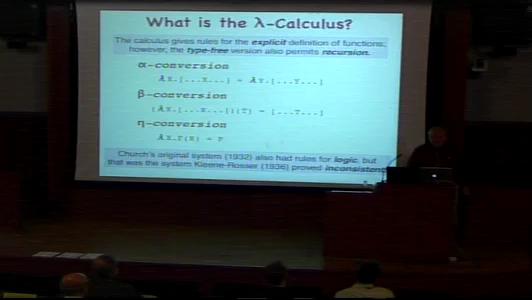 What is the λ-Calculus?
The calculus gives rules for the explicit definition of functions;
however, the type-free version also permits recursion.
α-conversion
λX.[...X...] = λY.[...Y...]
β-conversion
(λX.[...X...])(T) = [...T...]
η-conversion
λX.F(X) = F
Church's original system (1932) also had rules for logic, but
that was the system Kleene-Rosser (1936) proved inconsistent